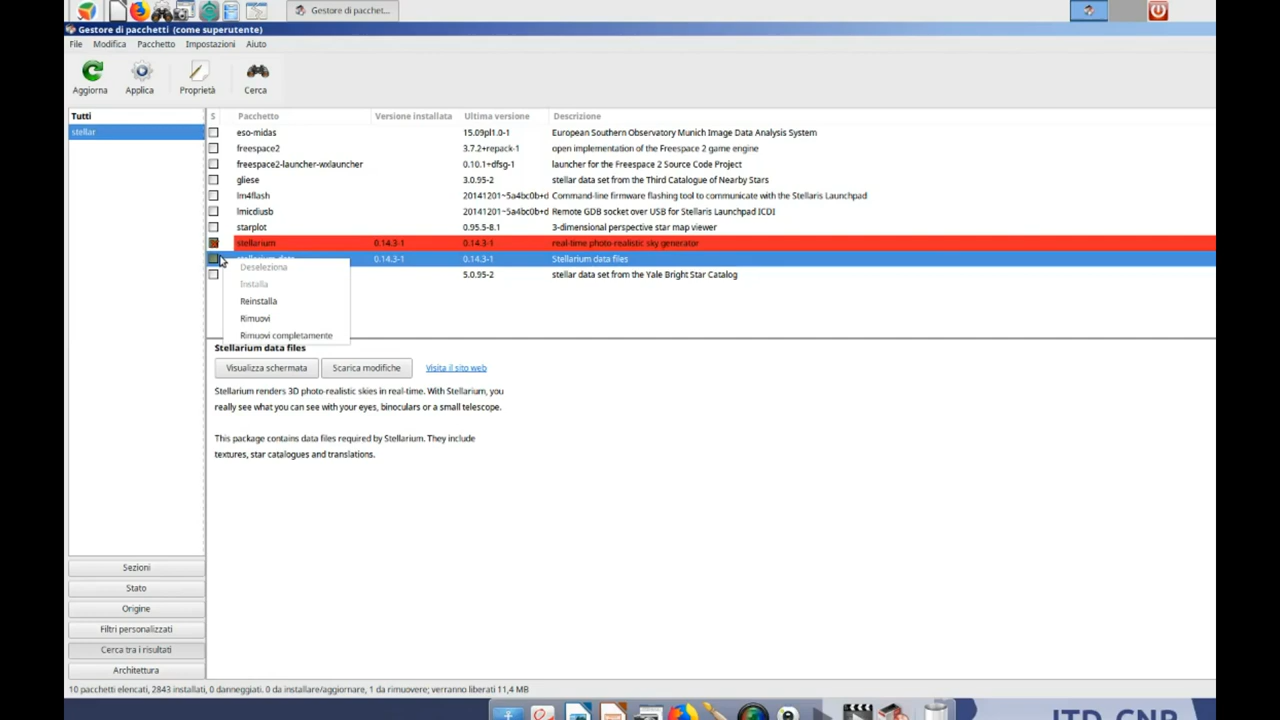 Gestore di pacchet...
Gestore di pacchetti (come superutente)
File Modifica Pacchetto Impostazioni Aiuto
Aggiorna Applica Proprietà Cerca
Tutti
stellar
S Pacchetto Versione installata Ultima versione Descrizione
eso-midas 15.09pl1.0-1 European Southern Observatory Munich Image Data Analysis System
freespace2 3.7.2+repack-1 open implementation of the Freespace 2 game engine
freespace2-launcher-wxlauncher 0.10.1+dfsg-1 launcher for the Freespace 2 Source Code Project
gliese 3.0.95-2 stellar data set from the Third Catalogue of Nearby Stars
lm4flash 20141201~5a4bc0b+d Command-line firmware flashing tool to communicate with the Stellaris Launchpad
lmicdiusb 20141201~5a4bc0b+d Remote GDB socket over USB for Stellaris Launchpad ICDI
starplot 0.95.5-8.1 3-dimensional perspective star map viewer
stellarium 0.14.3-1 0.14.3-1 real-time photo-realistic sky generator
stellarium-data 0.14.3-1 0.14.3-1 Stellarium data files
5.0.95-2 stellar data set from the Yale Bright Star Catalog
Deseleziona
Installa
Reinstalla
Rimuovi
Rimuovi completamente
Stellarium data files
Visualizza schermata Scarica modifiche Visita il sito web
Stellarium renders 3D photo-realistic skies in real-time. With Stellarium, you
really see what you can see with your eyes, binoculars or a small telescope.
This package contains data files required by Stellarium. They include
textures, star catalogues and translations.
Sezioni
Stato
Origine
Filtri personalizzati
Cerca tra i risultati
Architettura
10 pacchetti elencati, 2843 installati, 0 danneggati. 0 da installare/aggiornare, 1 da rimuovere; verranno liberati 11,4 MB
ITD CNR